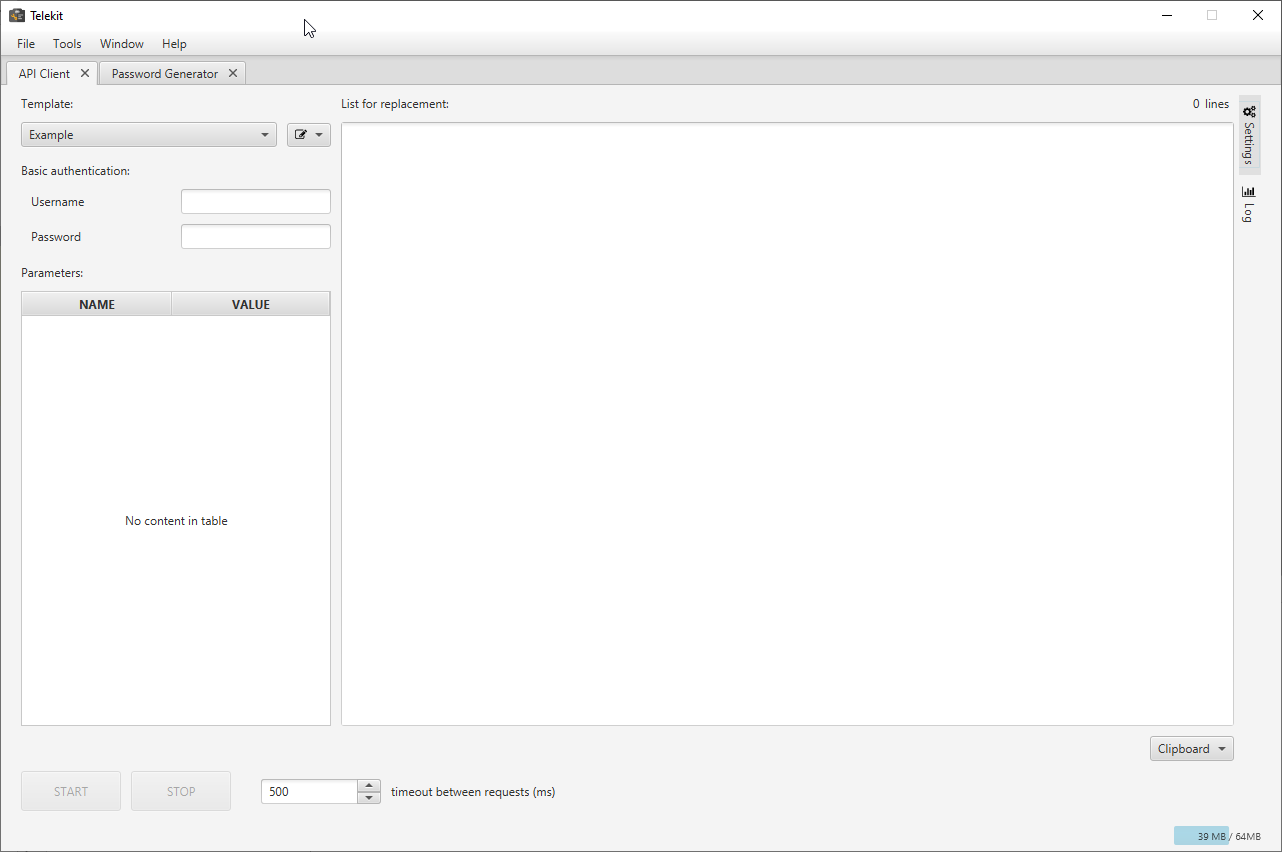 Telekit
File Tools Window Help
API Client Password Generator
Template:
Example
Basic authentication:
Username
Password
Parameters:
NAME VALUE
No content in table
List for replacement: 0 lines
Settings
Log
Clipboard
START STOP 500 timeout between requests (ms)
39 MB / 64MB